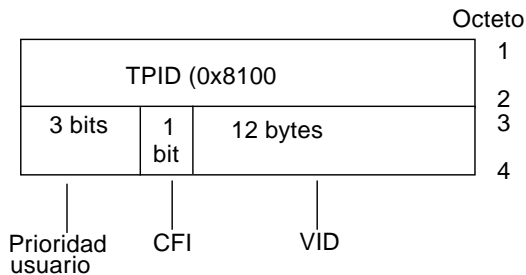 Octeto
1
TPID (0x8100
2
3 bits
1
bit
12 bytes
3
4
Prioridad
usuario
CFI
VID